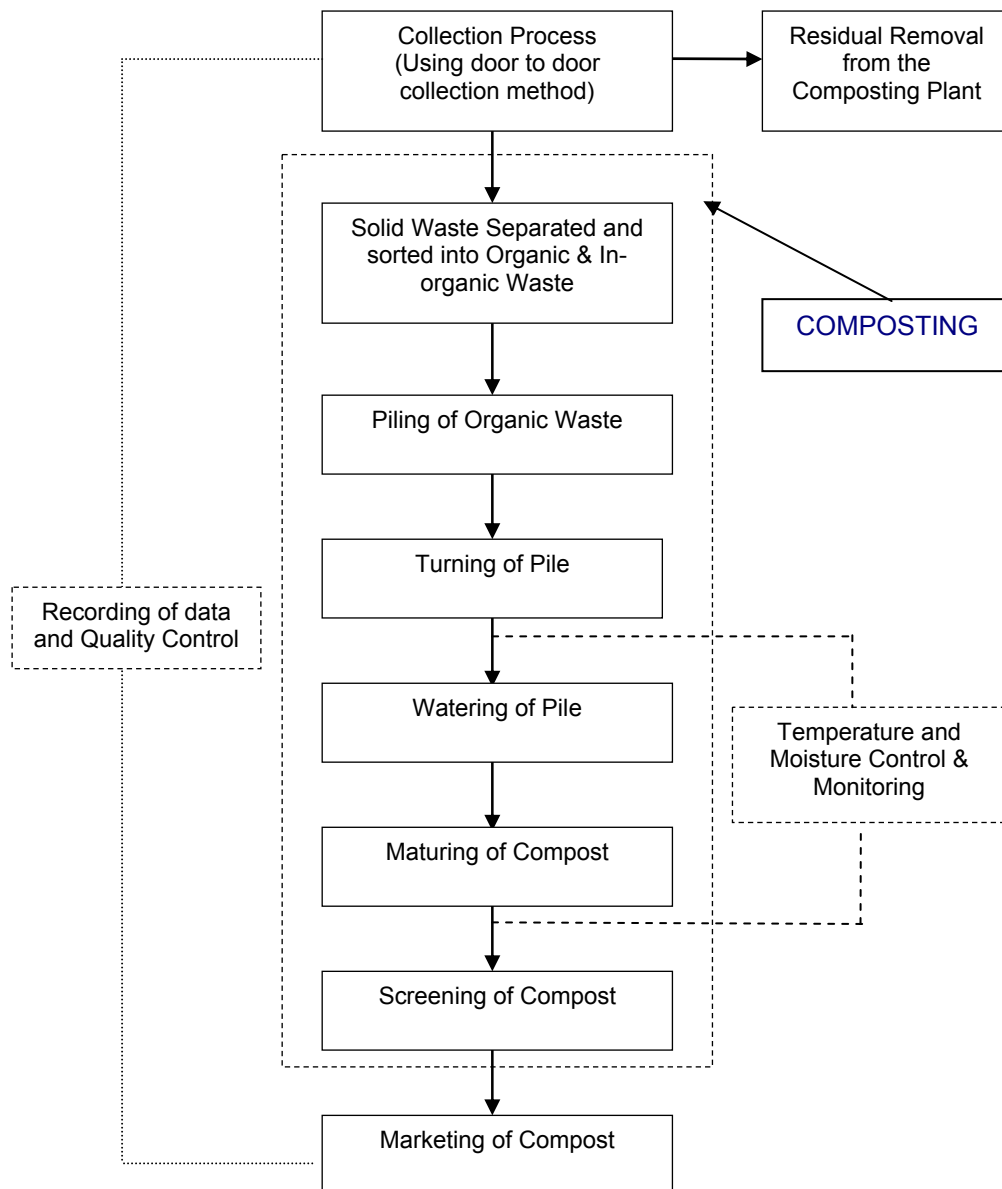 Collection Process
(Using door to door
collection method)
Residual Removal
from the
Composting Plant
Solid Waste Separated and
sorted into Organic & In-
organic Waste
COMPOSTING
Piling of Organic Waste
Turning of Pile
Recording of data
and Quality Control
Watering of Pile
Temperature and
Moisture Control &
Monitoring
Maturing of Compost
Screening of Compost
Marketing of Compost